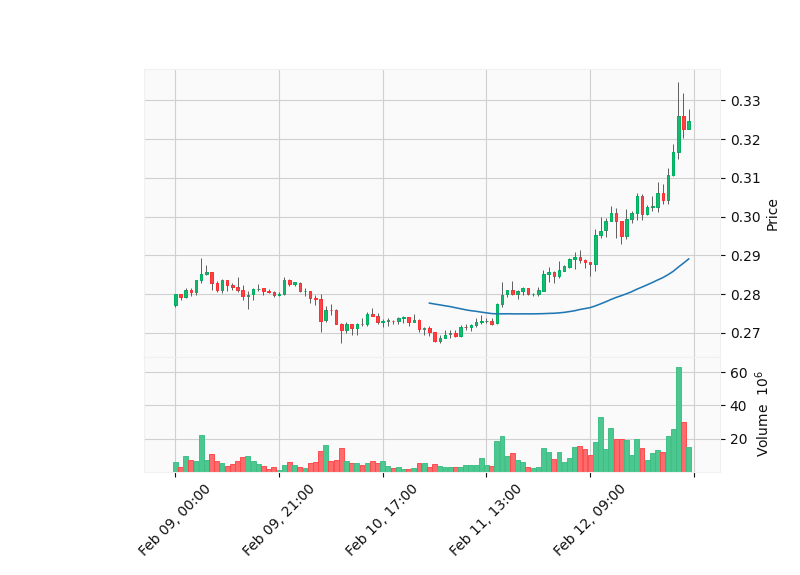 0.33
0.32
0.31
0.30
0.29
0.28
0.27
Price
60
40
20
Volume 10^6
Feb 09, 00:00
Feb 09, 21:00
Feb 10, 17:00
Feb 11, 13:00
Feb 12, 09:00